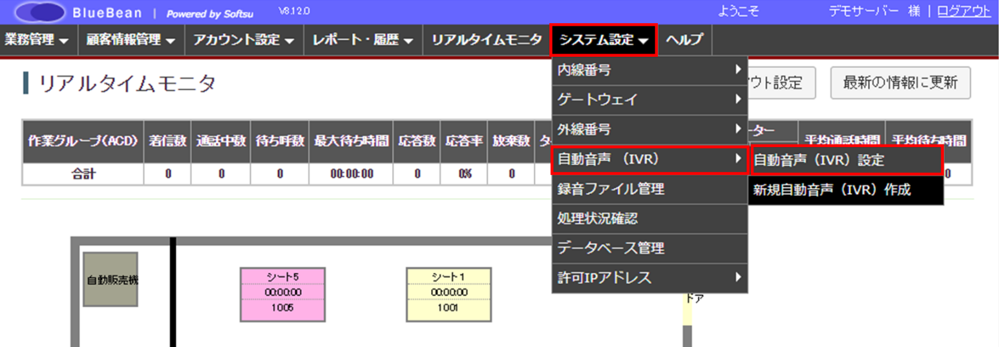 BlueBean | Powered by Softsu V8.12.0 ようこそ デモサーバー 様 | ログアウト
業務管理 顧客情報管理 アカウント設定 レポート・履歴 リアルタイムモニタ システム設定 ヘルプ
リアルタイムモニタ
ウト設定 最新の情報に更新
内線番号
ゲートウェイ
外線番号
自動音声 (IVR)
録音ファイル管理
処理状況確認
データベース管理
許可IPアドレス
自動音声(IVR)設定
新規自動音声(IVR)作成
作業グループ(ACD) 着信数 通話中数 待ち呼数 最大待ち時間 応答数 応答率 放棄数 ター 平均通話時間 平均待ち時間
合計 0 0 0 00:00:00 0 0% 0 0
自動販売機
シート5
00:00:00
1005
シート1
00:00:00
1001
ドア